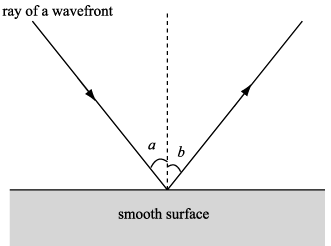 ray of a wavefront
a
b
smooth surface